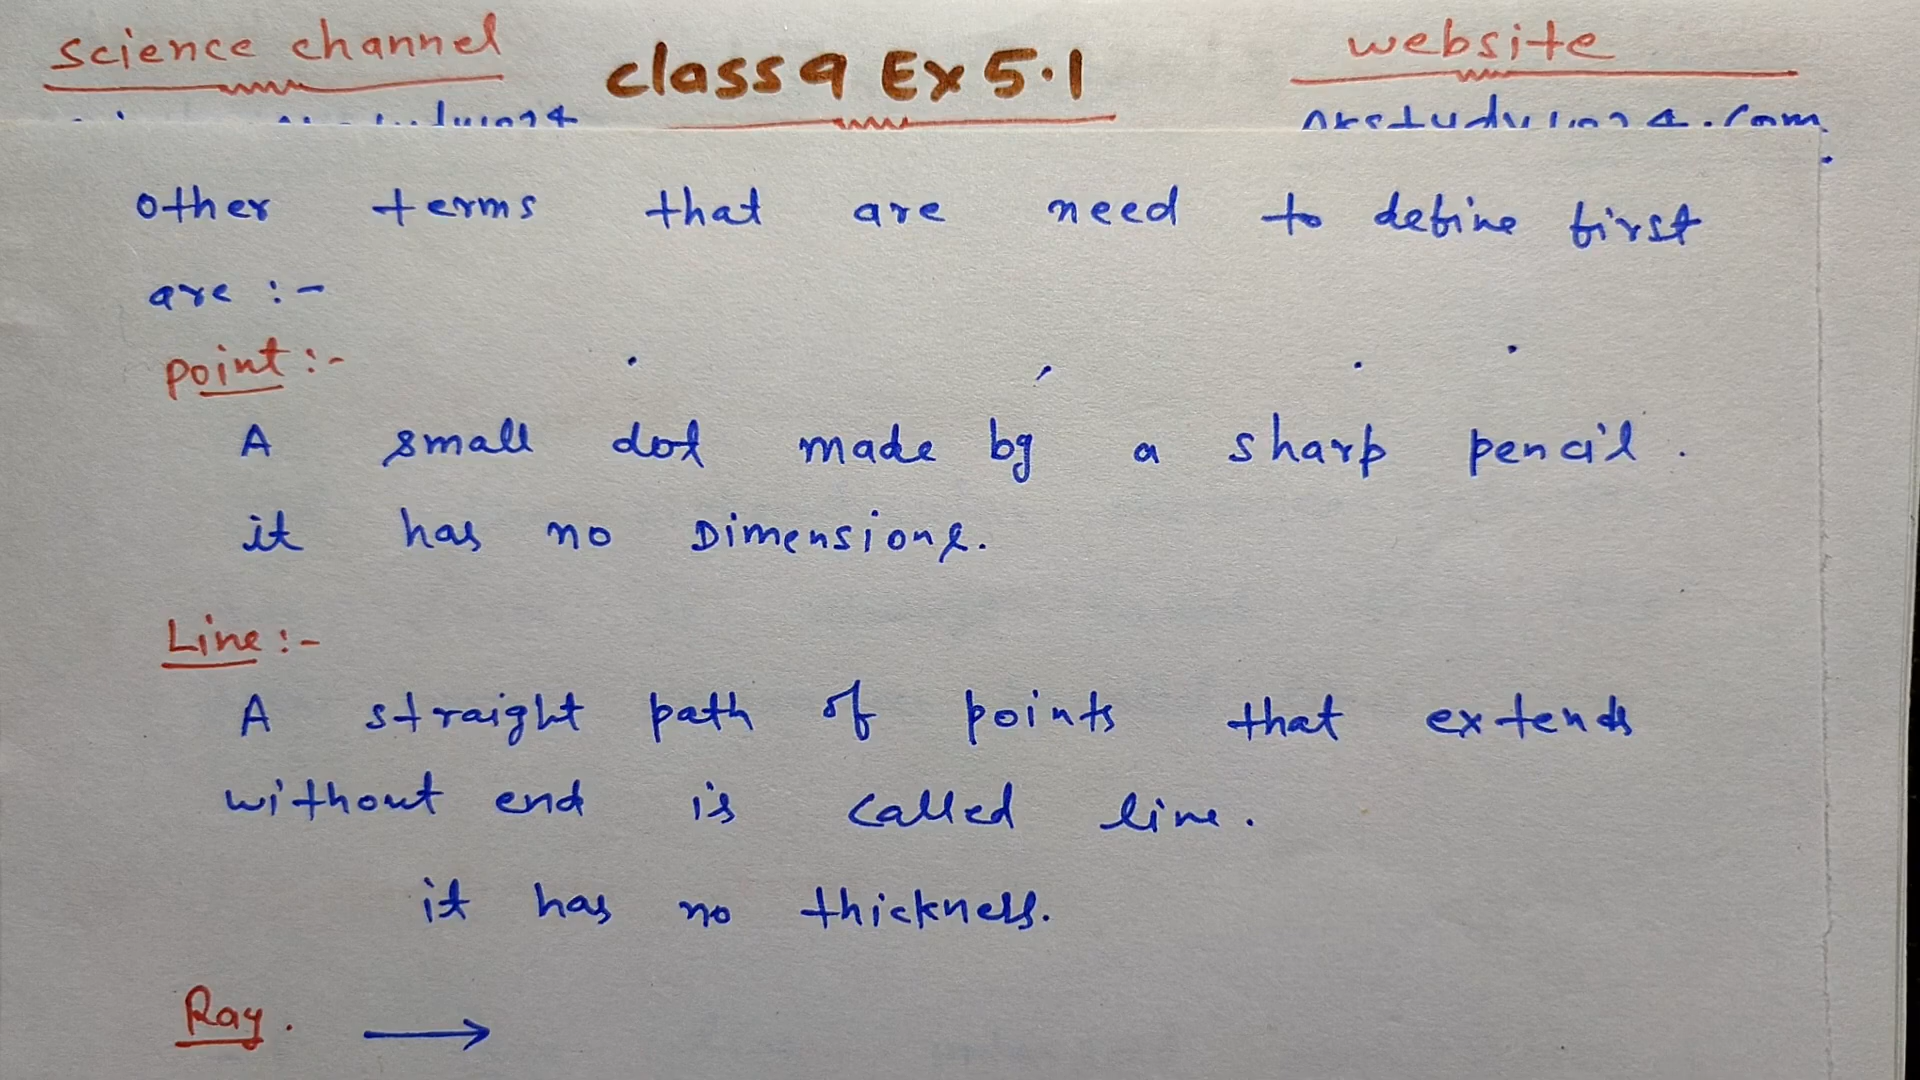 science channel
class 9 Ex 5.1
website
other terms that are need to define first
are :-
point :-
A small dot made by a sharp pencil.
it has no Dimensions.
Line :-
A straight path of points that extends
without end is called line.
it has no thickness.
Ray.